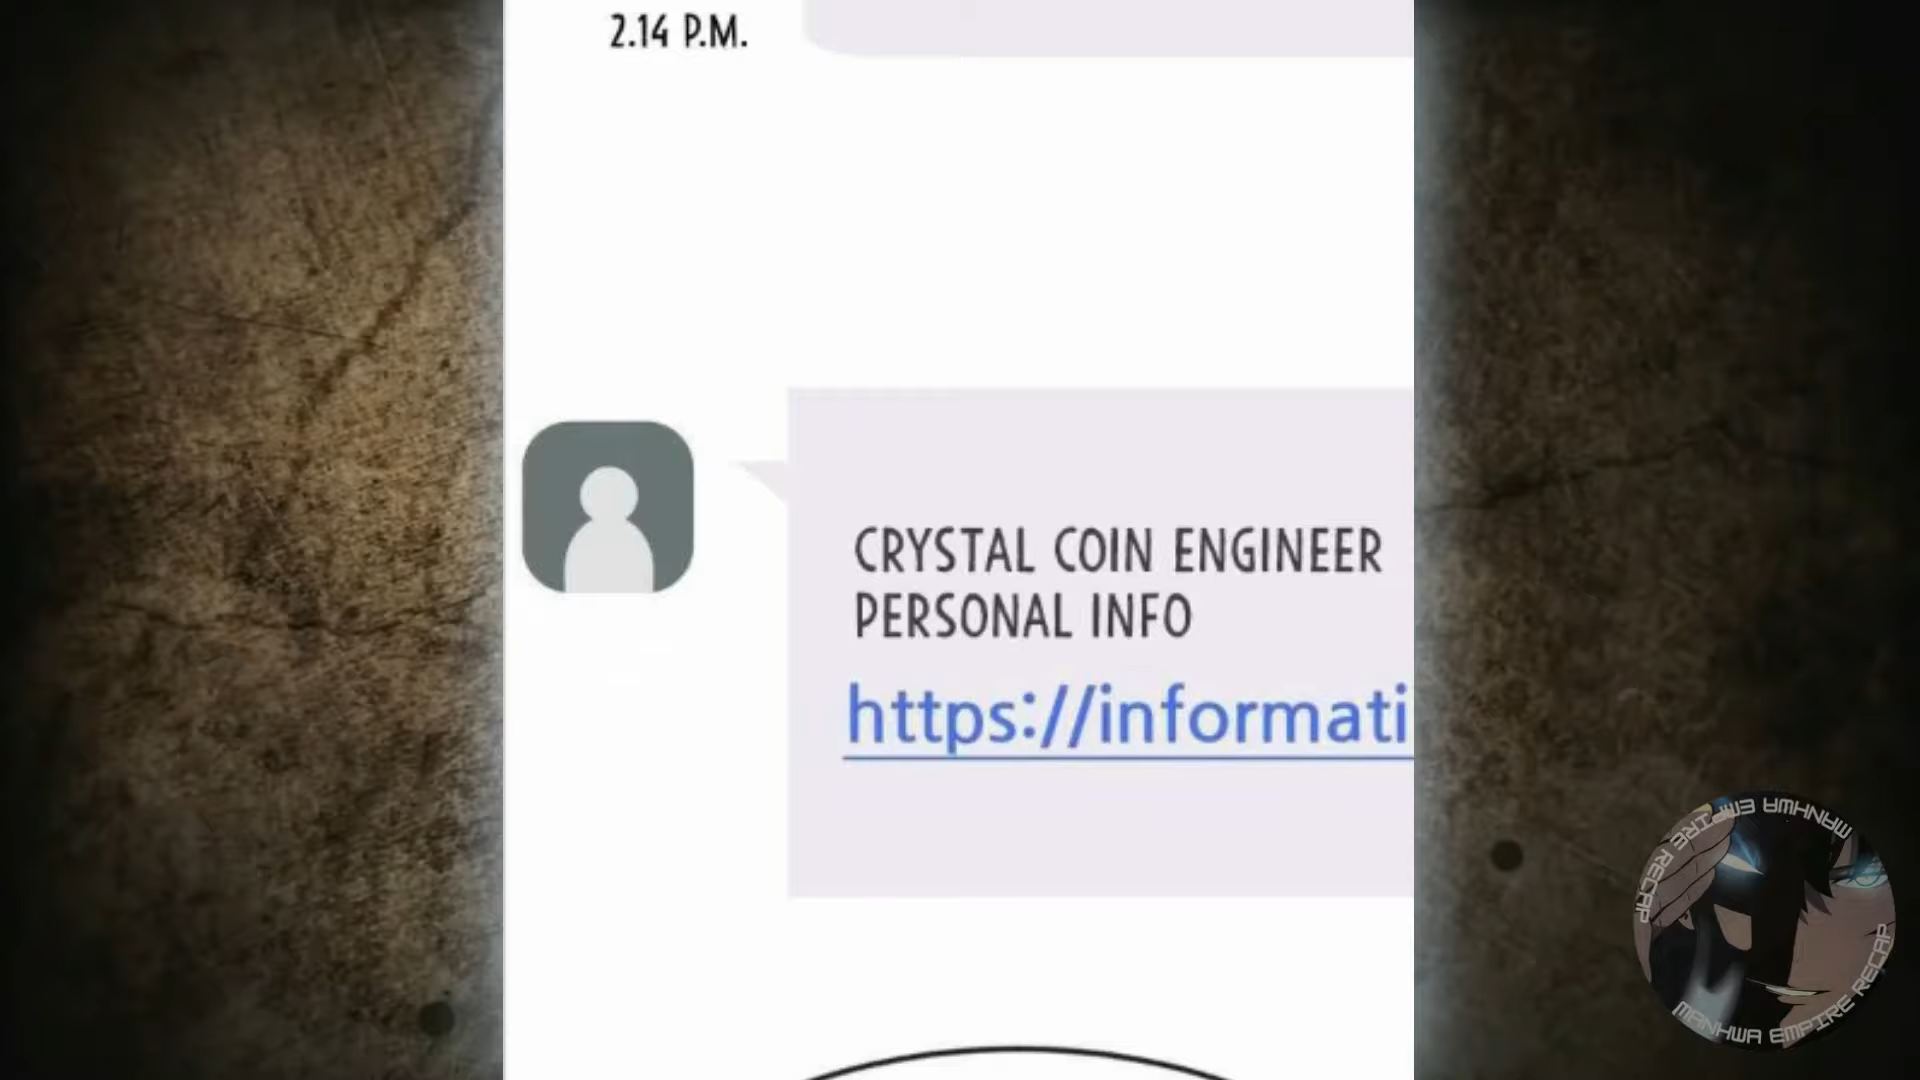 2.14 P.M.
CRYSTAL COIN ENGINEER
PERSONAL INFO
https://informati
MANHWA EMPIRE RECAP
MANHWA EMPIRE RECAP